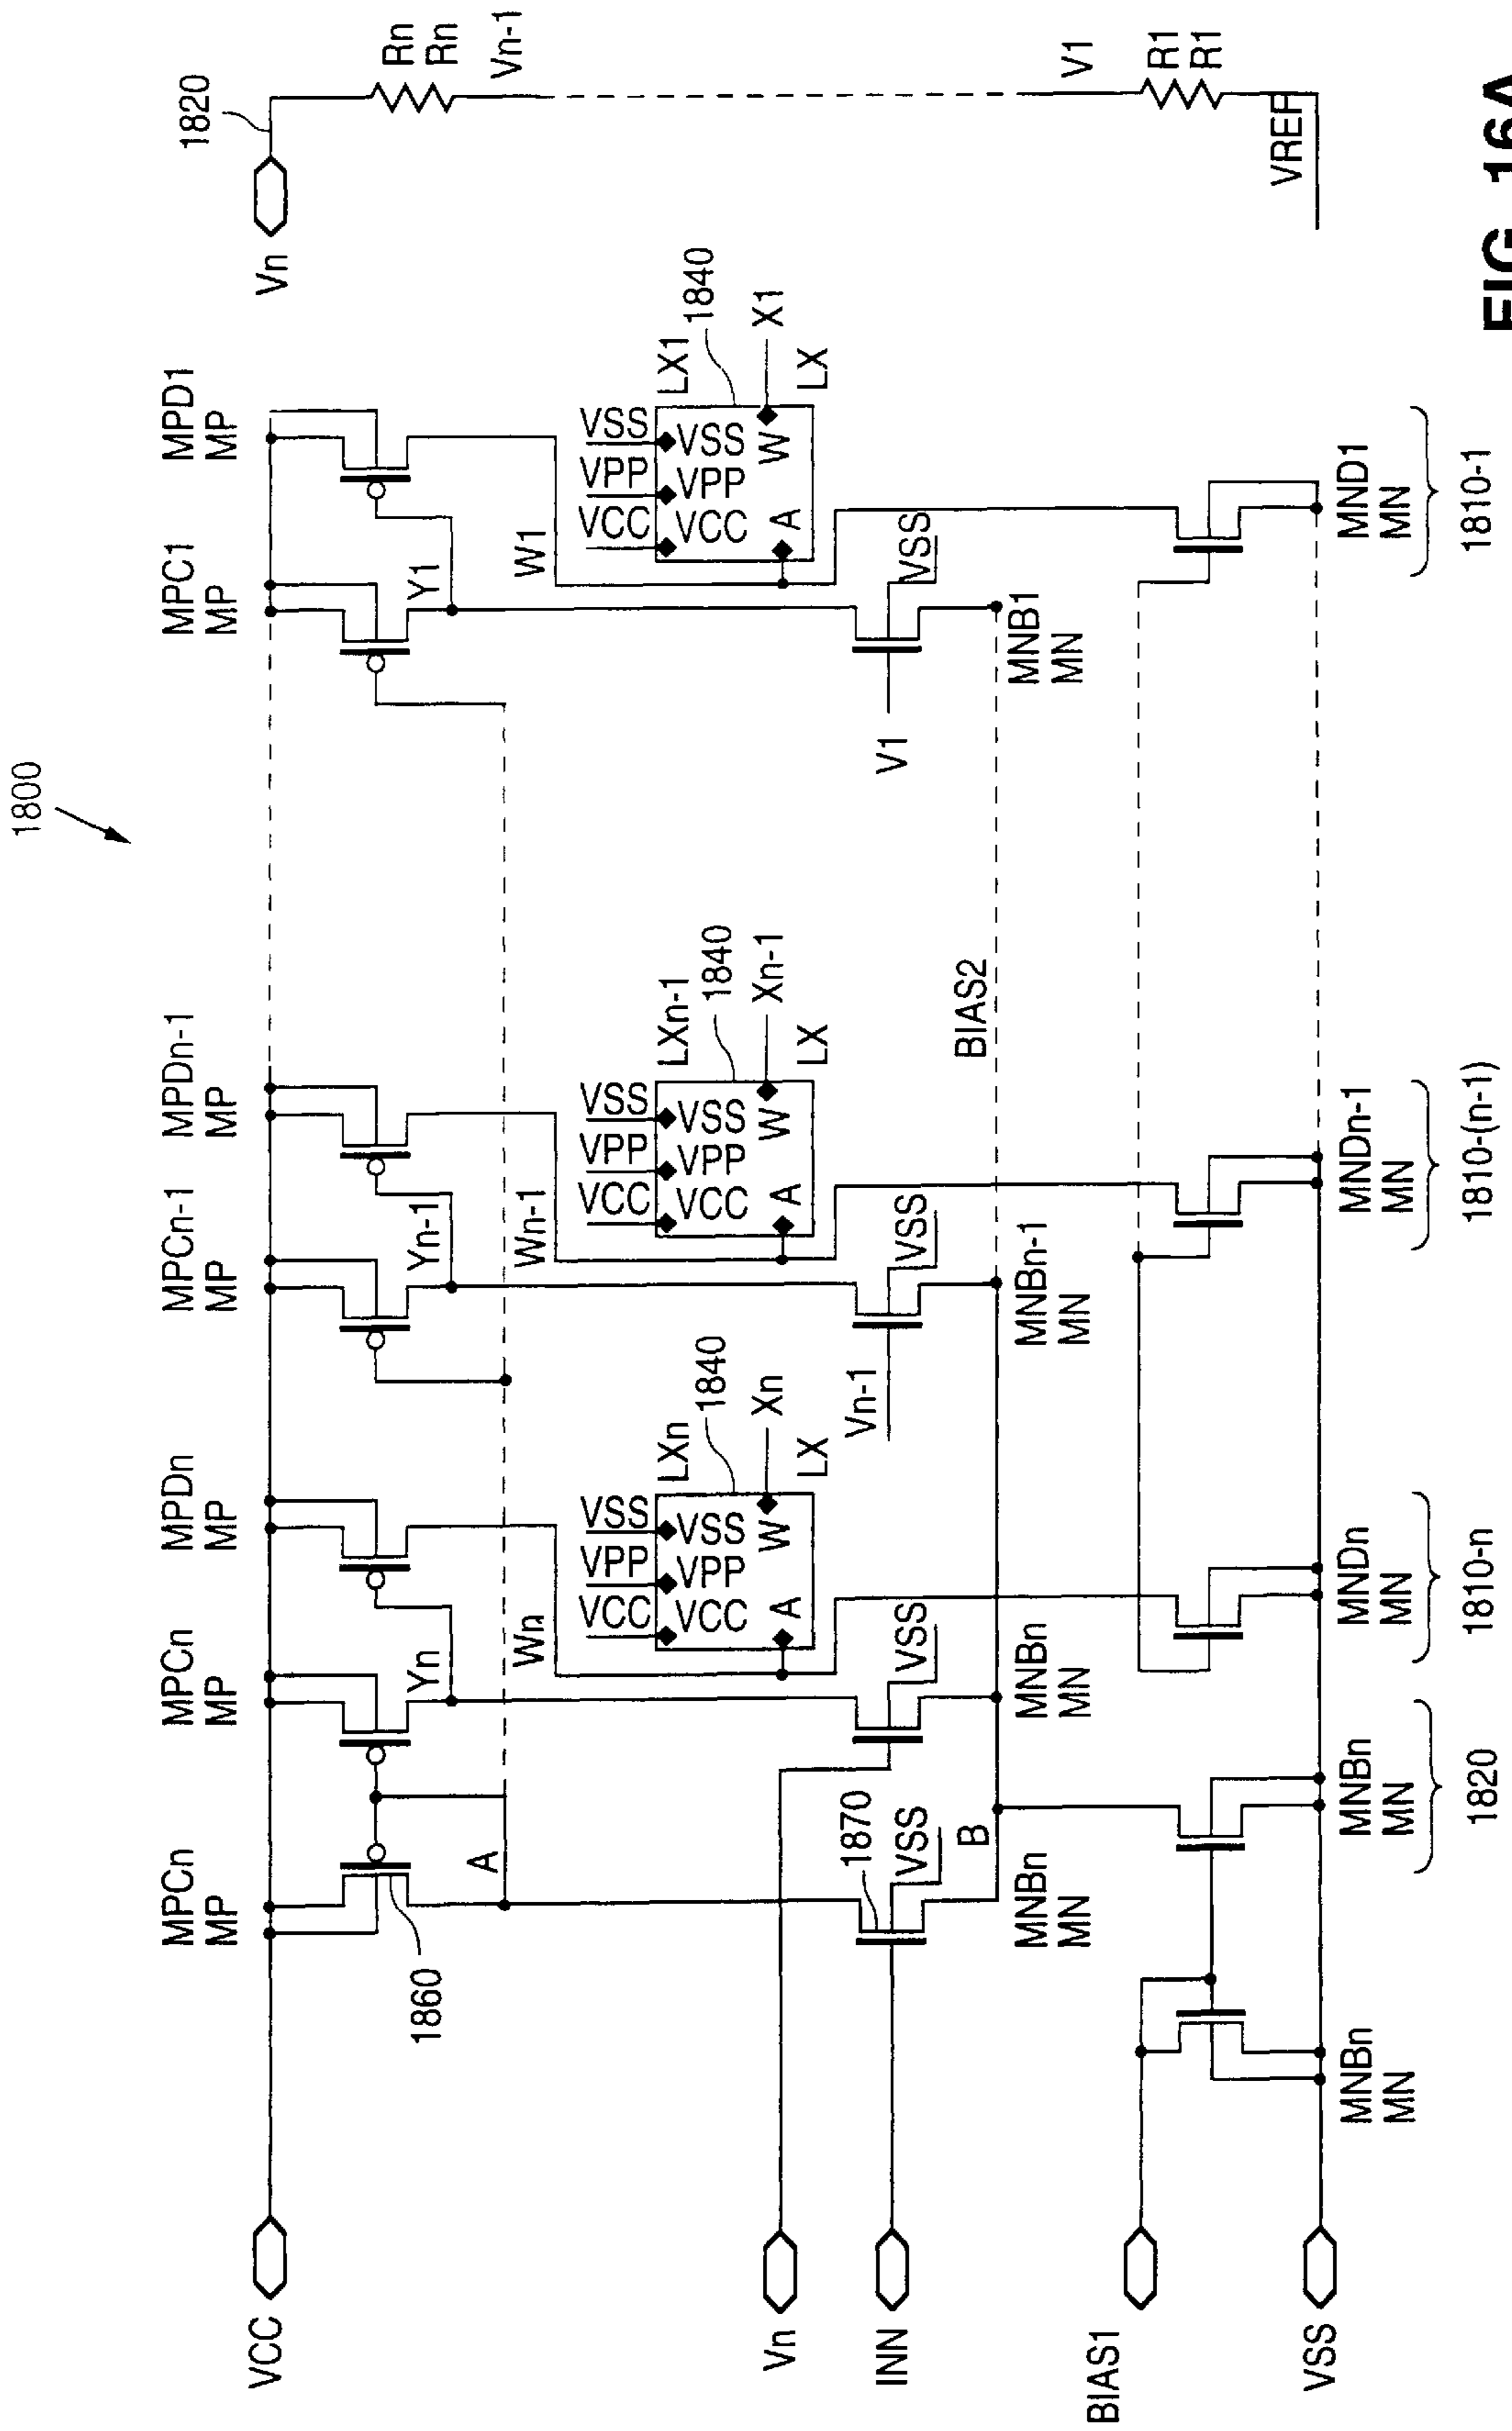 1800
MPCn
MP
MPCn
MP
MPDn
MP
MPCn-1
MP
MPDn-1
MP
MPC1
MP
MPD1
MP
1820
Vn
Rn
Rn
Vn-1
V1
R1
R1
VREF
VCC
1860
A
Yn
Yn-1
Y1
Wn
Wn-1
W1
VCC
VPP
VSS
VCC
VPP
VSS
A
W
LXn
1840
Xn
LX
VCC
VPP
VSS
VCC
VPP
VSS
A
W
LXn-1
1840
Xn-1
LX
VCC
VPP
VSS
VCC
VPP
VSS
A
W
LX1
1840
X1
LX
Vn
INN
1870
VSS
B
MNBn
MN
VSS
MNBn
MN
Vn-1
VSS
MNBn-1
MN
BIAS2
V1
VSS
MNB1
MN
BIAS1
VSS
MNBn
MN
MNBn
MN
1820
MNDn
MN
1810-n
MNDn-1
MN
1810-(n-1)
MND1
MN
1810-1
FIG. 16A